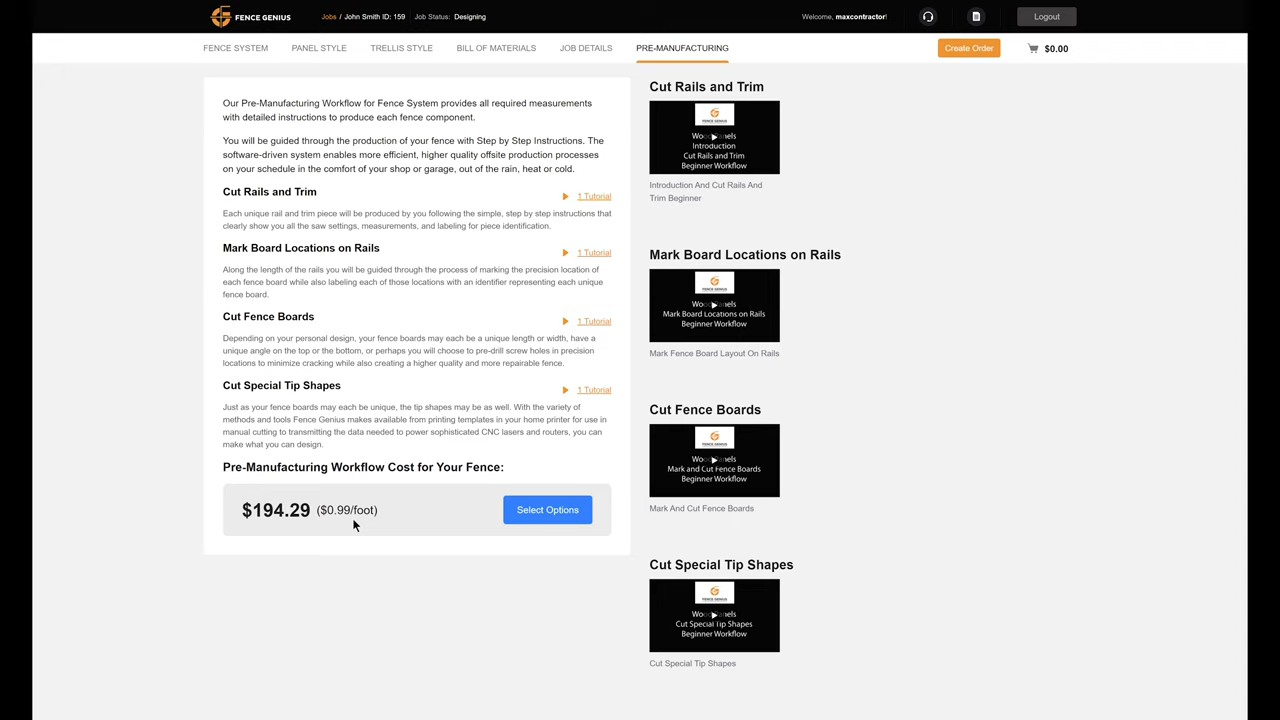 FENCE GENIUS
Jobs / John Smith ID: 159 Job Status: Designing
Welcome, maxcontractor!
Logout
FENCE SYSTEM PANEL STYLE TRELLIS STYLE BILL OF MATERIALS JOB DETAILS PRE-MANUFACTURING
Create Order
$0.00
Our Pre-Manufacturing Workflow for Fence System provides all required measurements
with detailed instructions to produce each fence component.
You will be guided through the production of your fence with Step by Step Instructions. The
software-driven system enables more efficient, higher quality offsite production processes
on your schedule in the comfort of your shop or garage, out of the rain, heat or cold.
Cut Rails and Trim
1 Tutorial
Each unique rail and trim piece will be produced by you following the simple, step by step instructions that
clearly show you all the saw settings, measurements, and labeling for piece identification.
Mark Board Locations on Rails
1 Tutorial
Along the length of the rails you will be guided through the process of marking the precision location of
each fence board while also labeling each of those locations with an identifier representing each unique
fence board.
Cut Fence Boards
1 Tutorial
Depending on your personal design, your fence boards may each be a unique length or width, have a
unique angle on the top or the bottom, or perhaps you will choose to pre-drill screw holes in precision
locations to minimize cracking while also creating a higher quality and more repairable fence.
Cut Special Tip Shapes
1 Tutorial
Just as your fence boards may each be unique, the tip shapes may be as well. With the variety of
methods and tools Fence Genius makes available from printing templates in your home printer for use in
manual cutting to transmitting the data needed to power sophisticated CNC lasers and routers, you can
make what you can design.
Pre-Manufacturing Workflow Cost for Your Fence:
$194.29 ($0.99/foot)
Select Options
Cut Rails and Trim
FENCE GENIUS
Introduction
Cut Rails and Trim
Beginner Workflow
Introduction And Cut Rails And
Trim Beginner
Mark Board Locations on Rails
FENCE GENIUS
Mark Board Locations on Rails
Beginner Workflow
Mark Fence Board Layout On Rails
Cut Fence Boards
FENCE GENIUS
Mark and Cut Fence Boards
Beginner Workflow
Mark And Cut Fence Boards
Cut Special Tip Shapes
FENCE GENIUS
Cut Special Tip Shapes
Beginner Workflow
Cut Special Tip Shapes